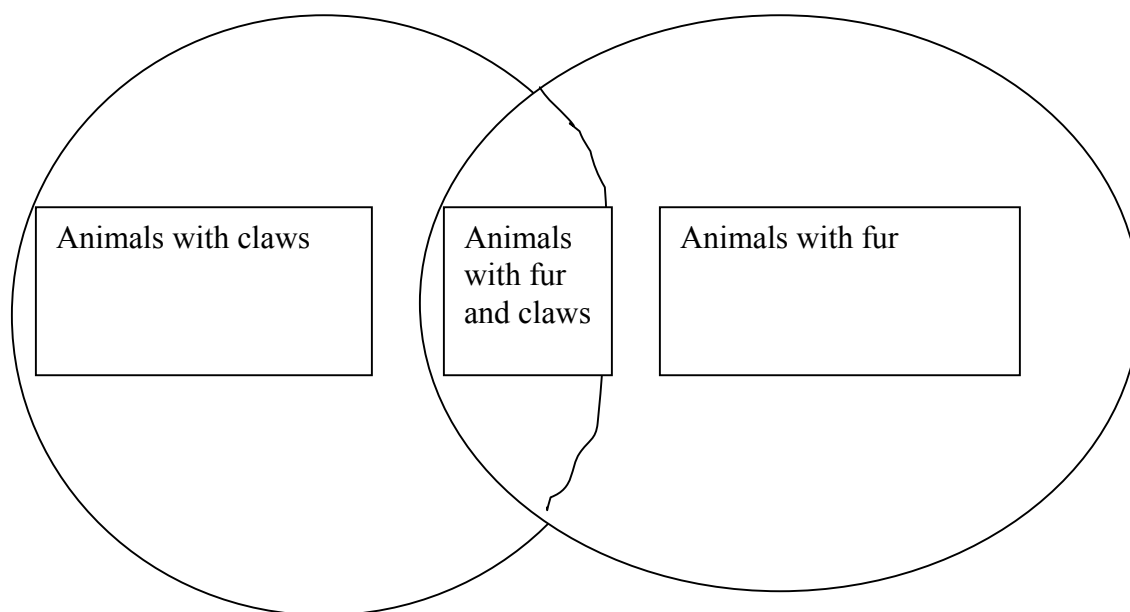 Animals with claws
Animals
with fur
and claws
Animals with fur